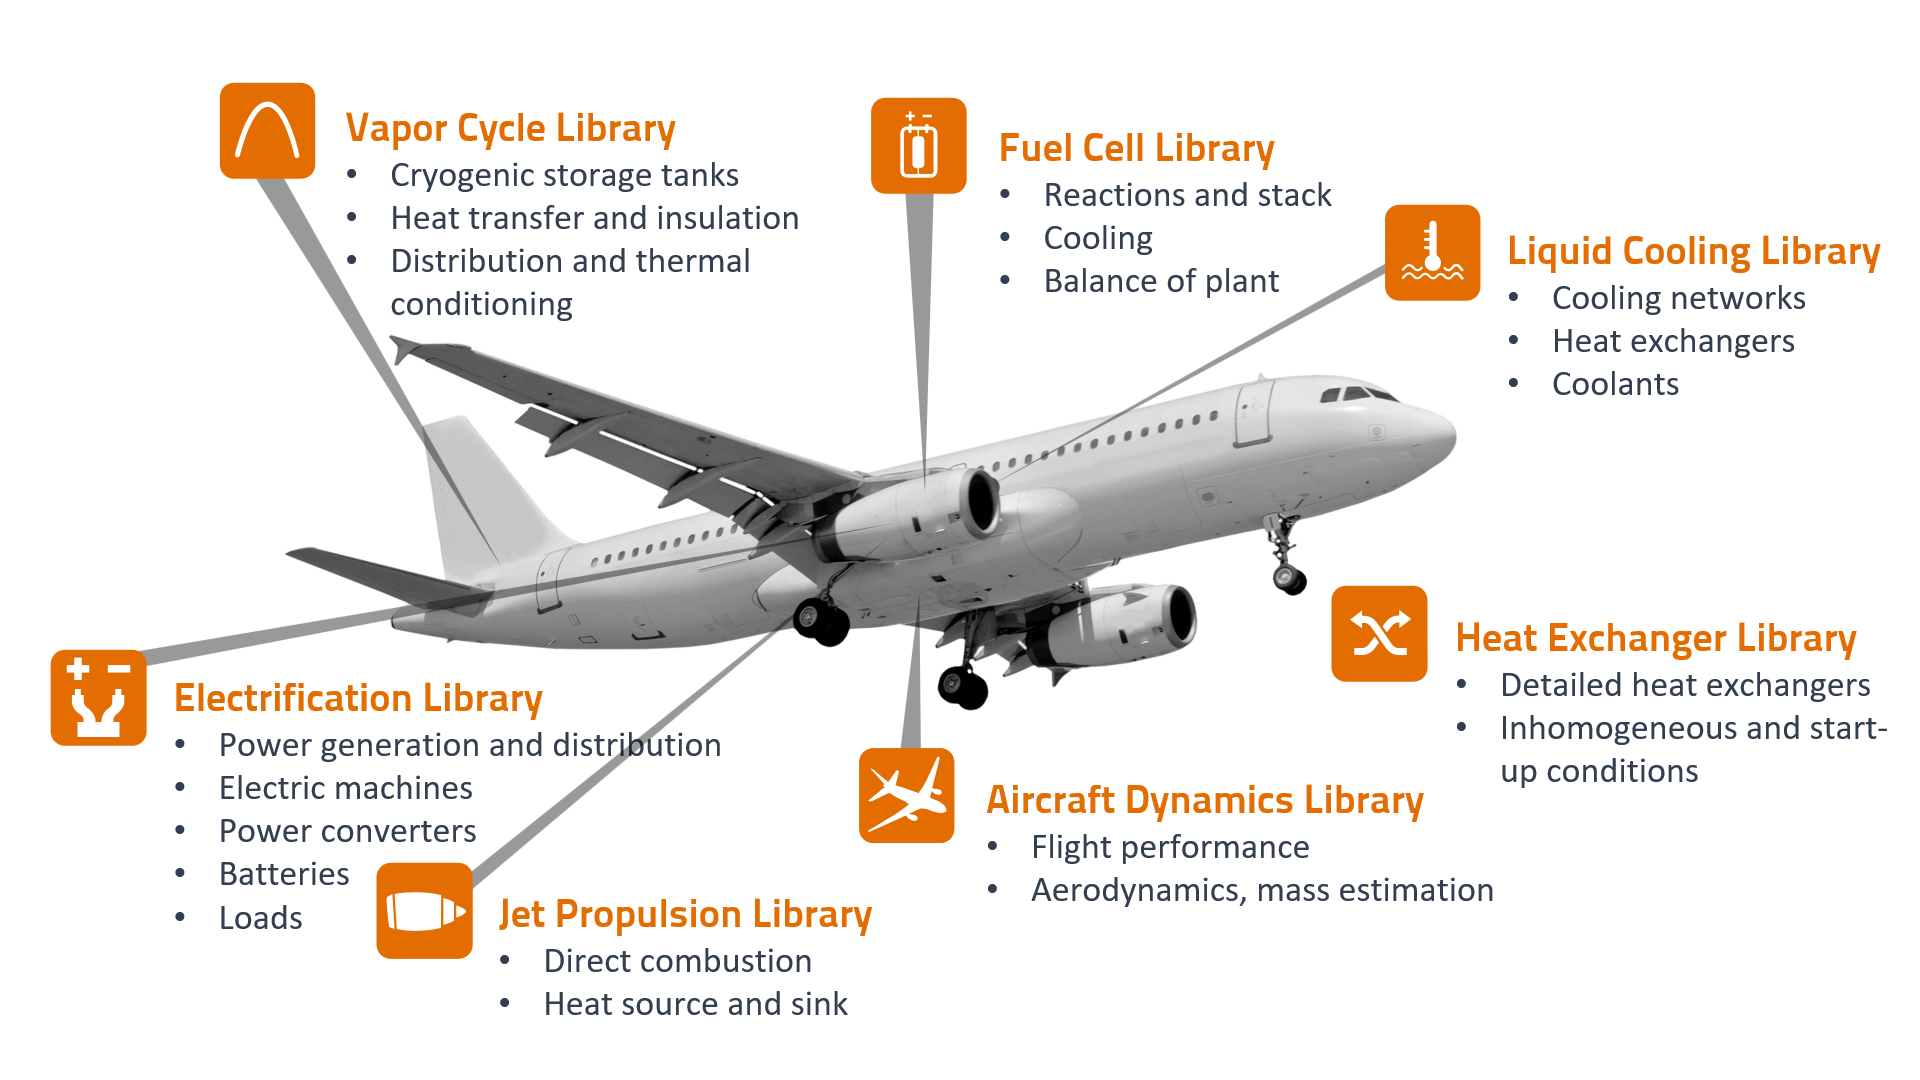 Vapor Cycle Library
• Cryogenic storage tanks
• Heat transfer and insulation
• Distribution and thermal
conditioning
Fuel Cell Library
• Reactions and stack
• Cooling
• Balance of plant
Liquid Cooling Library
• Cooling networks
• Heat exchangers
• Coolants
Heat Exchanger Library
• Detailed heat exchangers
• Inhomogeneous and start-
up conditions
Electrification Library
• Power generation and distribution
• Electric machines
• Power converters
• Batteries
• Loads
Jet Propulsion Library
• Direct combustion
• Heat source and sink
Aircraft Dynamics Library
• Flight performance
• Aerodynamics, mass estimation